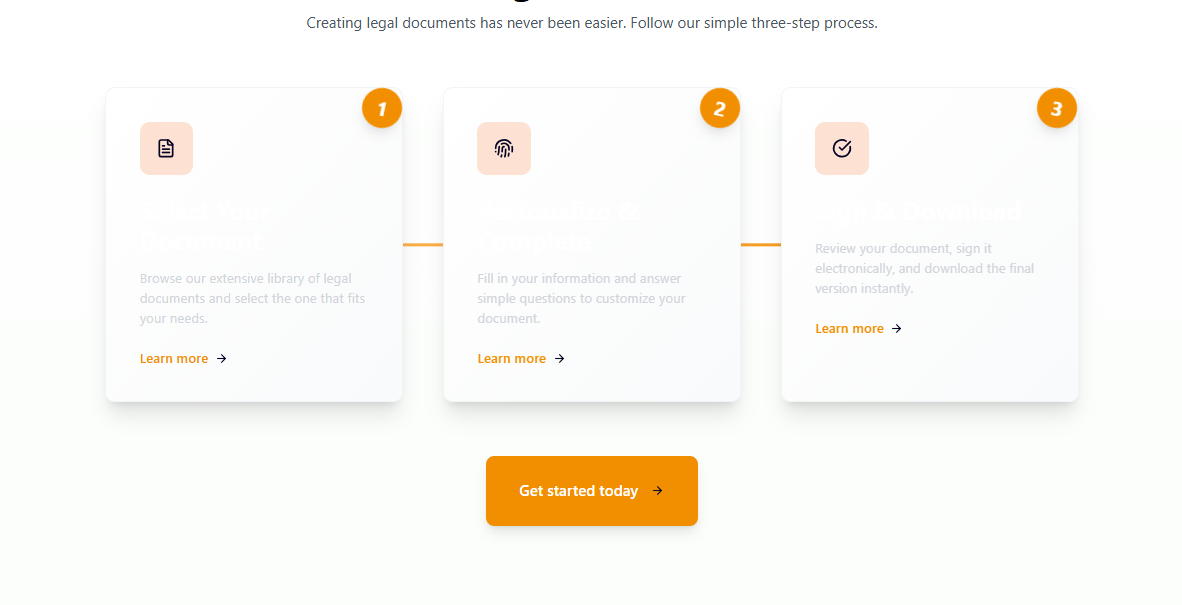 Creating legal documents has never been easier. Follow our simple three-step process.
1
Select Your
Document
Browse our extensive library of legal
documents and select the one that fits
your needs.
Learn more →
2
Personalize &
Complete
Fill in your information and answer
simple questions to customize your
document.
Learn more →
3
Sign & Download
Review your document, sign it
electronically, and download the final
version instantly.
Learn more →
Get started today →